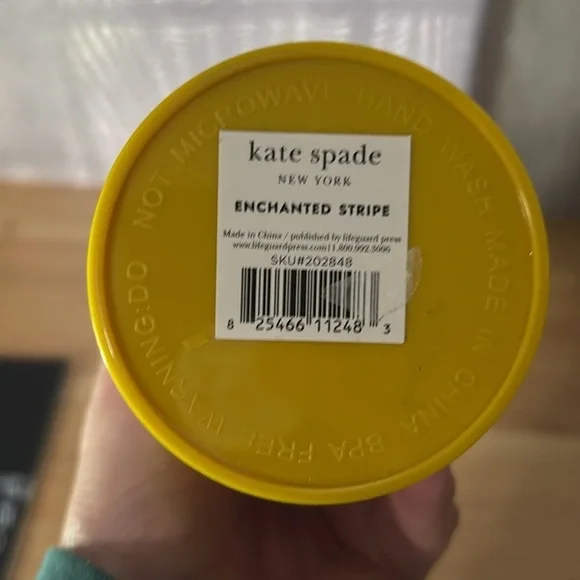 kate spade
NEW YORK
ENCHANTED STRIPE
Made in China / published by lifeguard press
www.lifeguardpress.com|1.800.992.3006
SKU#202848
8 25466 11248 3
WARNING:DO NOT MICROWAVE HAND WASH MADE IN CHINA BPA FREE